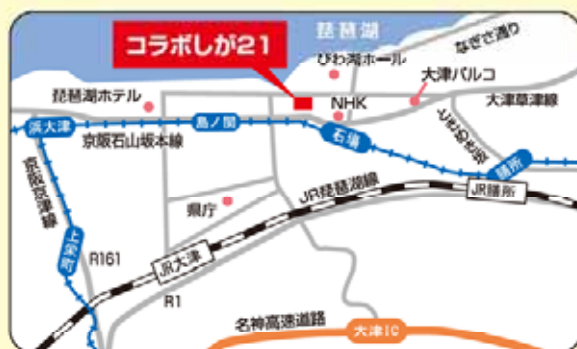 琵琶湖
コラボしが21
びわ湖ホール
なぎさ通り
大津パルコ
琵琶湖ホテル
NHK
大津草津線
浜大津
島ノ関
石場
京阪石山坂本線
ときめき坂
膳所
京阪京津線
JR琵琶湖線
JR膳所
県庁
上栄町
R161
JR大津
R1
名神高速道路
大津IC